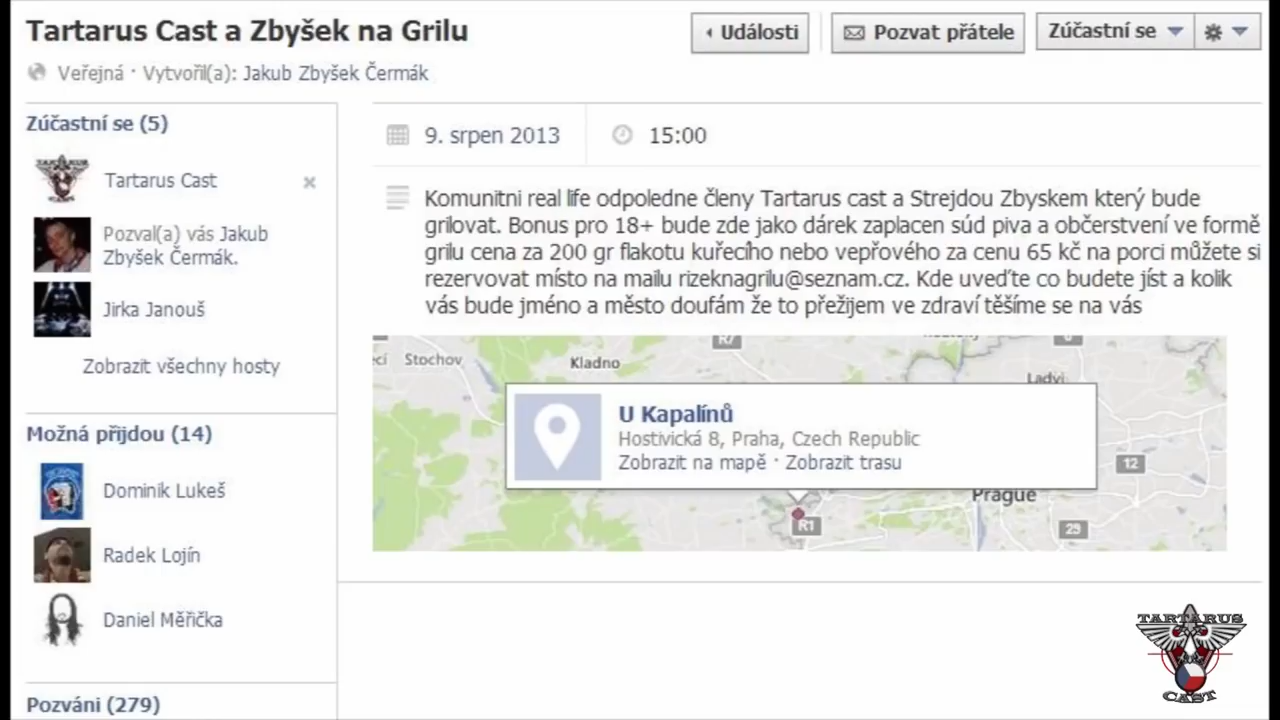 Tartarus Cast a Zbyšek na Grilu
Události
Pozvat přátele
Zúčastní se
Veřejná · Vytvořil(a): Jakub Zbyšek Čermák
Zúčastní se (5)
Tartarus Cast
Pozval(a) vás Jakub
Zbyšek Čermák.
Jirka Janouš
Zobrazit všechny hosty
Možná přijdou (14)
Dominik Lukeš
Radek Lojín
Daniel Měřička
Pozváni (279)
9. srpen 2013
15:00
Komunitni real life odpoledne členy Tartarus cast a Strejdou Zbyskem který bude
grilovat. Bonus pro 18+ bude zde jako dárek zaplacen súd piva a občerstvení ve formě
grilu cena za 200 gr flakotu kuřecího nebo vepřového za cenu 65 kč na porci můžete si
rezervovat místo na mailu rizeknagrilu@seznam.cz. Kde uveďte co budete jíst a kolik
vás bude jméno a město doufám že to přežijem ve zdraví těšíme se na vás
Stochov
Kladno
R7
U Kapalínů
Hostivická 8, Praha, Czech Republic
Zobrazit na mapě · Zobrazit trasu
12
Prague
R1
29
TARTARUS
CAST